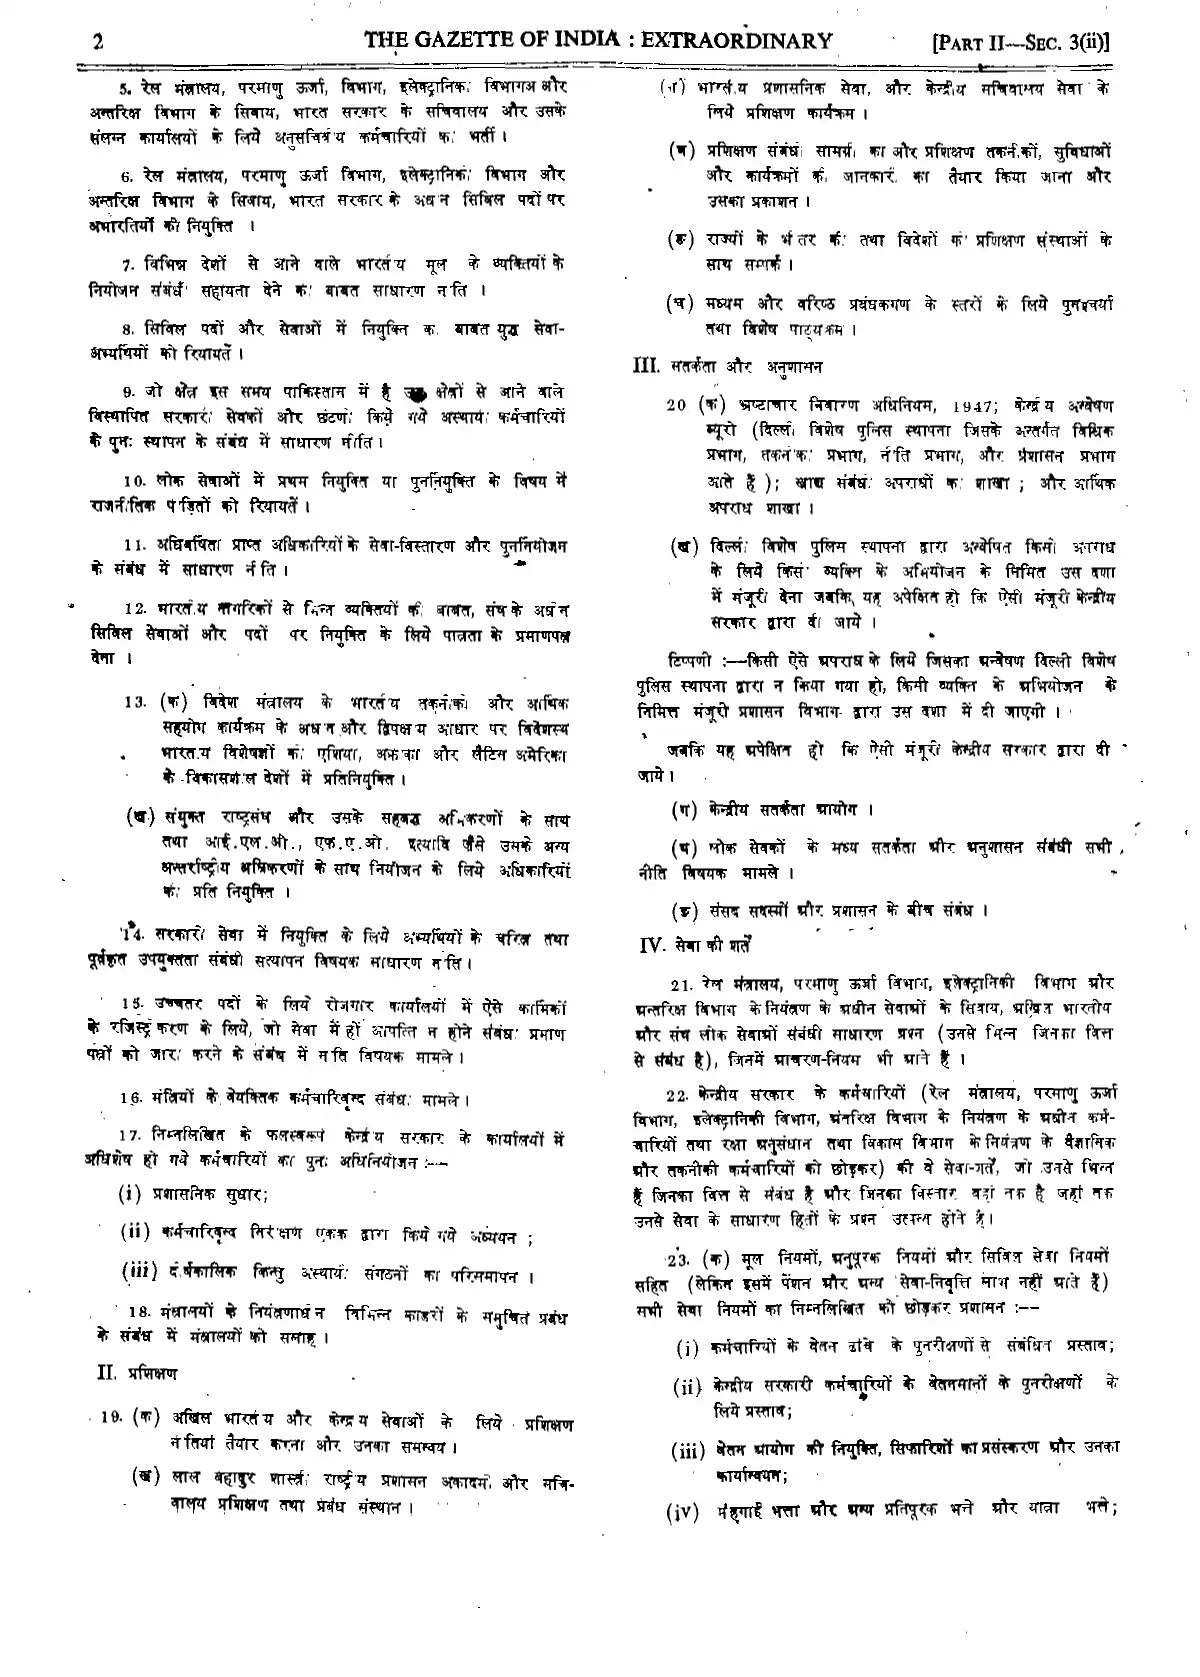 2
THE GAZETTE OF INDIA : EXTRAORDINARY
[PART II—SEC. 3(ii)]
5. रेल मंत्रालय, परमाणु ऊर्जा, विभाग, इलेक्ट्रानिकी विभागअ और
अन्तरिक्ष विभाग के सिवाय, भारत सरकार के सचिवालय और उसके
संलग्न कार्यालयों के लिये अनुसचिवीय कर्मचारियों की भर्ती ।
6. रेल मंत्रालय, परमाणु ऊर्जा विभाग, इलेक्ट्रानिकी विभाग और
अन्तरिक्ष विभाग के सिवाय, भारत सरकार के अधीन सिविल पदों पर
अभारतियों की नियुक्ति ।
7. विभिन्न देशों से आने वाले भारतीय मूल के व्यक्तियों के
नियोजन संबंधी सहायता देने की बाबत साधारण नीति ।
8. सिविल पदों और सेवाओं में नियुक्ति की बाबत युद्ध सेवा-
अभ्यर्थियों को रियायतें ।
9. जो क्षेत्र इस समय पाकिस्तान में है उन क्षेत्रों से आने वाले
विस्थापित सरकारी सेवकों और छंटणी किये गये अस्थायी कर्मचारियों
के पुनः स्थापन के संबंध में साधारण नीति ।
10. लोक सेवाओं में प्रथम नियुक्ति या पुनर्नियुक्ति के विषय में
राजनीतिक पीड़ितों को रियायतें ।
11. अधिवर्षिता प्राप्त अधिकारियों के सेवा-विस्तारण और पुनर्नियोजन
के संबंध में साधारण नीति ।
12. भारतीय नागरिकों से भिन्न व्यक्तियों की बाबत, संघ के अधीन
सिविल सेवाओं और पदों पर नियुक्ति के लिये पात्रता के प्रमाणपत्र
देना ।
13. (क) विदेश मंत्रालय के भारतीय तकनीकी और आर्थिक
सहयोग कार्यक्रम के अधीन और द्विपक्षीय आधार पर विदेशस्थ
भारतीय विशेषज्ञों की एशिया, अफ्रीका और लैटिन अमेरिका
के विकासशील देशों में प्रतिनियुक्ति ।
(ख) संयुक्त राष्ट्रसंघ और उसके सहबद्ध अभिकरणों के साथ
तथा आई.एल.ओ., एफ.ए.ओ. इत्यादि जैसे उसके अन्य
अन्तर्राष्ट्रीय अभिकरणों के साथ नियोजन के लिये अधिकारियों
की प्रति नियुक्ति ।
14. सरकारी सेवा में नियुक्ति के लिये अभ्यर्थियों के चरित्र तथा
पूर्ववृत्त उपयुक्तता संबंधी सत्यापन विषयक साधारण नीति ।
15. उच्चतर पदों के लिये रोजगार कार्यालयों में ऐसे कार्मिकों
के रजिस्ट्रीकरण के लिये, जो सेवा में हों आपत्ति न होने संबंधी प्रमाण
पत्रों को जारी करने के संबंध में नीति विषयक मामले ।
16. मंत्रियों के वैयक्तिक कर्मचारिवृन्द संबंधी मामले ।
17. निम्नलिखित के फलस्वरूप केन्द्रीय सरकार के कार्यालयों में
अधिशेष हो गये कर्मचारियों का पुनः अभिनियोजन :—
(i) प्रशासनिक सुधार;
(ii) कर्मचारिवृन्द निरीक्षण एकक द्वारा किये गये अध्ययन ;
(iii) दीर्घकालिक किन्तु अस्थायी संगठनों का परिसमापन ।
18. मंत्रालयों के नियंत्रणाधीन विभिन्न काडरों के समुचित प्रबंध
के संबंध में मंत्रालयों को सलाह ।
II. प्रशिक्षण
19. (क) अखिल भारतीय और केन्द्रीय सेवाओं के लिये प्रशिक्षण
नीतियां तैयार करना और उनका समन्वय ।
(ख) लाल बहादुर शास्त्री राष्ट्रीय प्रशासन अकादमी और सचि-
वालय प्रशिक्षण तथा प्रबंध संस्थान ।
(ग) भारतीय प्रशासनिक सेवा, और केन्द्रीय सचिवालय सेवा के
लिये प्रशिक्षण कार्यक्रम ।
(घ) प्रशिक्षण संबंधी सामग्री का और प्रशिक्षण तकनीकों, सुविधाओं
और कार्यक्रमों की जानकारी का तैयार किया जाना और
उसका प्रकाशन ।
(ङ) राज्यों के भीतर की तथा विदेशों की प्रशिक्षण संस्थाओं के
साथ सम्पर्क ।
(च) मध्यम और वरिष्ठ प्रबंधकगण के स्तरों के लिये पुनश्चर्या
तथा विशेष पाठ्यक्रम ।
III. सतर्कता और अनुशासन
20 (क) भ्रष्टाचार निवारण अधिनियम, 1947; केन्द्रीय अन्वेषण
ब्यूरो (दिल्ली विशेष पुलिस स्थापना जिसके अन्तर्गत विधिक
प्रभाग, तकनीकी प्रभाग, नीति प्रभाग, और प्रशासन प्रभाग
आते हैं ); खाद्य संबंधी अपराधों की शाखा ; और आर्थिक
अपराध शाखा ।
(ख) दिल्ली विशेष पुलिस स्थापना द्वारा अन्वेषित किसी अपराध
के लिये किसी व्यक्ति के अभियोजन के निमित्त उस दशा
में मंजूरी देना जबकि यह अपेक्षित हो कि ऐसी मंजूरी केन्द्रीय
सरकार द्वारा दी जाये ।
टिप्पणी :—किसी ऐसे अपराध के लिये जिसका अन्वेषण दिल्ली विशेष
पुलिस स्थापना द्वारा न किया गया हो, किसी व्यक्ति के अभियोजन के
निमित्त मंजूरी प्रशासन विभाग द्वारा उस दशा में दी जाएगी ।
जबकि यह अपेक्षित हो कि ऐसी मंजूरी केन्द्रीय सरकार द्वारा दी
जाये ।
(ग) केन्द्रीय सतर्कता आयोग ।
(घ) लोक सेवकों के मध्य सतर्कता और अनुशासन संबंधी सभी
नीति विषयक मामले ।
(ङ) संसद सदस्यों और प्रशासन के बीच संबंध ।
IV. सेवा की शर्तें
21. रेल मंत्रालय, परमाणु ऊर्जा विभाग, इलेक्ट्रानिकी विभाग और
अन्तरिक्ष विभाग के नियंत्रण के अधीन सेवाओं के सिवाय, अखिल भारतीय
और संघ लोक सेवाओं संबंधी साधारण प्रश्न (उनसे भिन्न जिनका वित्त
से संबंध है), जिनमें आचरण-नियम भी आते हैं ।
22. केन्द्रीय सरकार के कर्मचारियों (रेल मंत्रालय, परमाणु ऊर्जा
विभाग, इलेक्ट्रानिकी विभाग, अंतरिक्ष विभाग के नियंत्रण के अधीन कर्म-
चारियों तथा रक्षा अनुसंधान तथा विकास विभाग के नियंत्रण के वैज्ञानिक
और तकनीकी कर्मचारियों को छोड़कर) की वे सेवा-शर्तें, जो उनसे भिन्न
हैं जिनका वित्त से संबंध है और जिनका विस्तार वहां तक है जहां तक
उनसे सेवा के साधारण हितों के प्रश्न उत्पन्न होते हैं ।
23. (क) मूल नियमों, अनुपूरक नियमों और सिविल सेवा नियमों
सहित (लेकिन इसमें पेंशन और अन्य सेवा-निवृत्ति लाभ नहीं आते हैं)
सभी सेवा नियमों का निम्नलिखित को छोड़कर प्रशासन :—
(i) कर्मचारियों के वेतन ढांचे के पुनरीक्षणों से संबंधित प्रस्ताव;
(ii) केन्द्रीय सरकारी कर्मचारियों के वेतनमानों के पुनरीक्षणों के
लिये प्रस्ताव;
(iii) वेतन आयोग की नियुक्ति, सिफारिशों का प्रसंस्करण और उनका
कार्यान्वयन;
(iv) मंहगाई भत्ता और अन्य प्रतिपूरक भत्ते और यात्रा भत्ते;